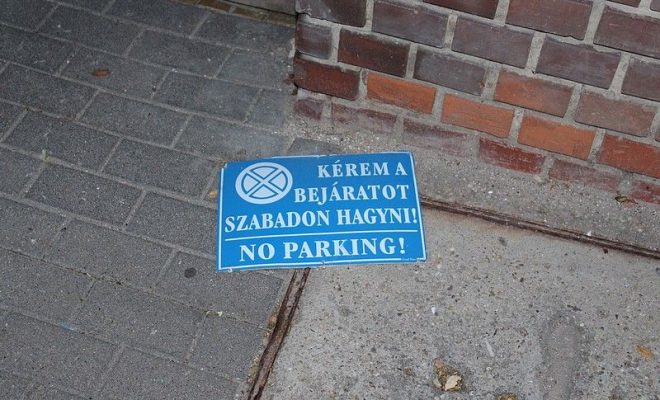 KÉREM A
BEJÁRATOT
SZABADON HAGYNI!
NO PARKING!